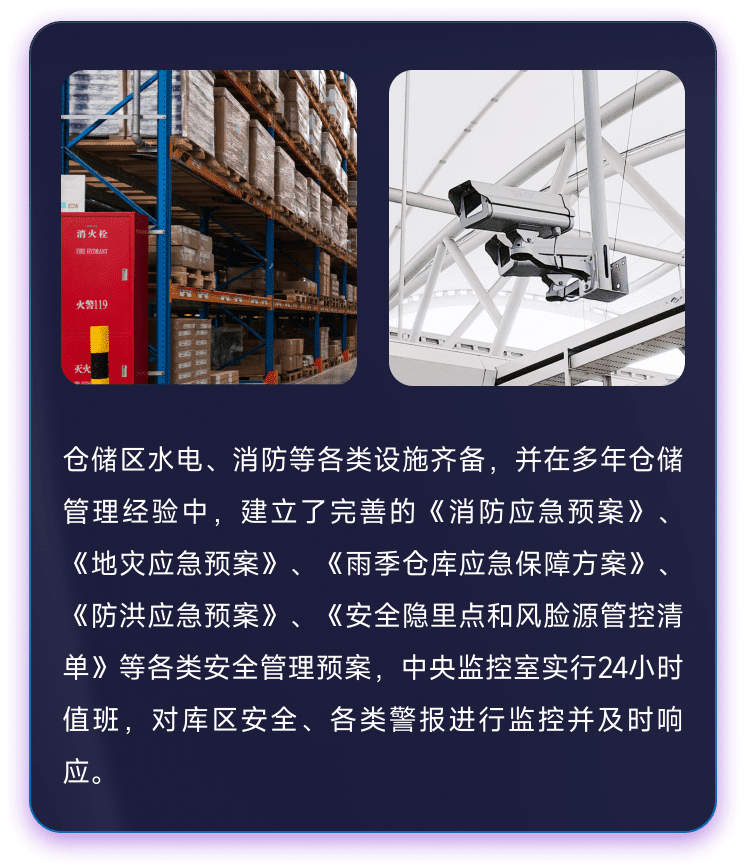 消火栓
FIRE HYDRANT
火警119
灭火
仓储区水电、消防等各类设施齐备，并在多年仓储
管理经验中，建立了完善的《消防应急预案》、
《地灾应急预案》、《雨季仓库应急保障方案》、
《防洪应急预案》、《安全隐里点和风脸源管控清
单》等各类安全管理预案，中央监控室实行24小时
值班，对库区安全、各类警报进行监控并及时响
应。